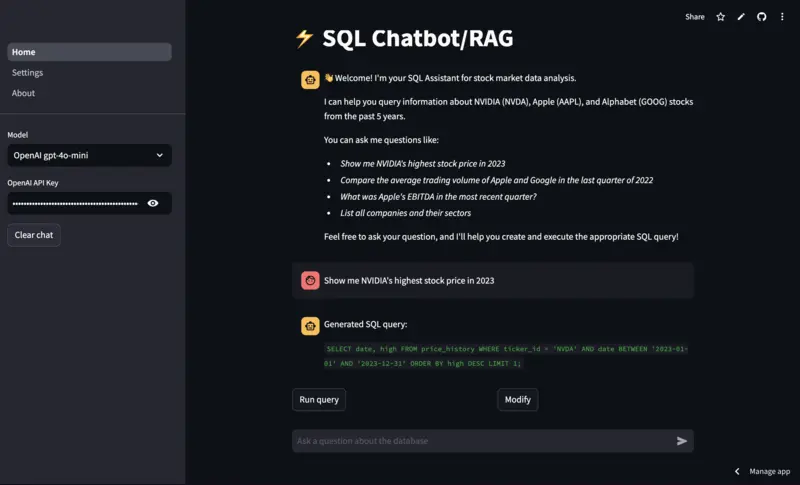 Share
Home
Settings
About
Model
OpenAI gpt-4o-mini
OpenAI API Key
Clear chat
⚡ SQL Chatbot/RAG
👋 Welcome! I'm your SQL Assistant for stock market data analysis.
I can help you query information about NVIDIA (NVDA), Apple (AAPL), and Alphabet (GOOG) stocks
from the past 5 years.
You can ask me questions like:
• Show me NVIDIA's highest stock price in 2023
• Compare the average trading volume of Apple and Google in the last quarter of 2022
• What was Apple's EBITDA in the most recent quarter?
• List all companies and their sectors
Feel free to ask your question, and I'll help you create and execute the appropriate SQL query!
Show me NVIDIA's highest stock price in 2023
Generated SQL query:
SELECT date, high FROM price_history WHERE ticker_id = 'NVDA' AND date BETWEEN '2023-01-
01' AND '2023-12-31' ORDER BY high DESC LIMIT 1;
Run query
Modify
Ask a question about the database
Manage app